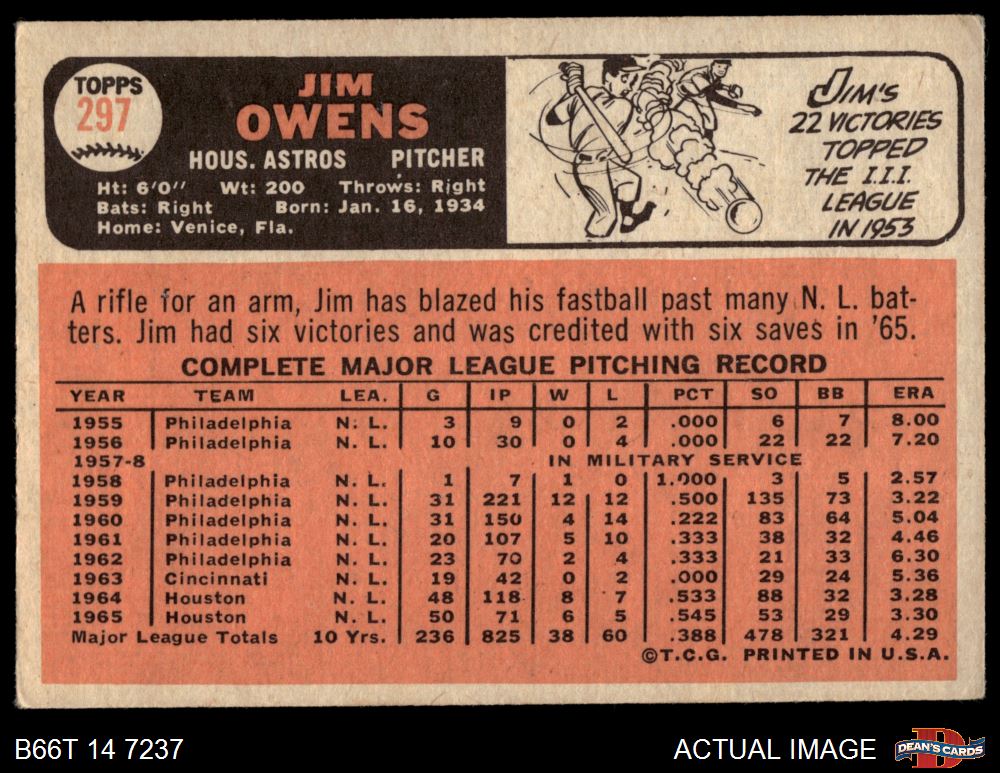 TOPPS
297
JIM
OWENS
HOUS. ASTROS PITCHER
Ht: 6'0" Wt: 200 Throws: Right
Bats: Right Born: Jan. 16, 1934
Home: Venice, Fla.
JIM'S
22 VICTORIES
TOPPED
THE I.I.I.
LEAGUE
IN 1953
A rifle for an arm, Jim has blazed his fastball past many N. L. bat-
ters. Jim had six victories and was credited with six saves in '65.
COMPLETE MAJOR LEAGUE PITCHING RECORD
YEAR TEAM LEA. G IP W L PCT SO BB ERA
1955 Philadelphia N. L. 3 9 0 2 .000 6 7 8.00
1956 Philadelphia N. L. 10 30 0 4 .000 22 22 7.20
1957-8 IN MILITARY SERVICE
1958 Philadelphia N. L. 1 7 1 0 1.000 3 5 2.57
1959 Philadelphia N. L. 31 221 12 12 .500 135 73 3.22
1960 Philadelphia N. L. 31 150 4 14 .222 83 64 5.04
1961 Philadelphia N. L. 20 107 5 10 .333 38 32 4.46
1962 Philadelphia N. L. 23 70 2 4 .333 21 33 6.30
1963 Cincinnati N. L. 19 42 0 2 .000 29 24 5.36
1964 Houston N. L. 48 118 8 7 .533 88 32 3.28
1965 Houston N. L. 50 71 6 5 .545 53 29 3.30
Major League Totals 10 Yrs. 236 825 38 60 .388 478 321 4.29
©T.C.G. PRINTED IN U.S.A.
B66T 14 7237
ACTUAL IMAGE
D
DEAN'S CARDS